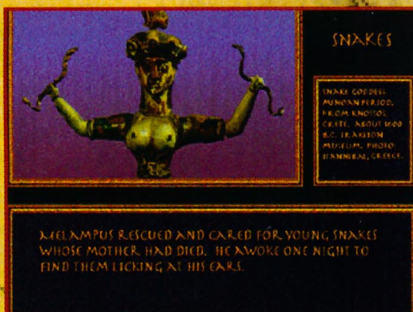 SNAKES
SNAKE GODDESS.
MINOAN PERIOD.
FROM KNOSSOS,
CRETE. ABOUT 1600
B.C. IRAKLION
MUSEUM. PHOTO:
HANNIBAL, GREECE.
MELAMPUS RESCUED AND CARED FOR YOUNG SNAKES
WHOSE MOTHER HAD DIED. HE AWOKE ONE NIGHT TO
FIND THEM LICKING AT HIS EARS.